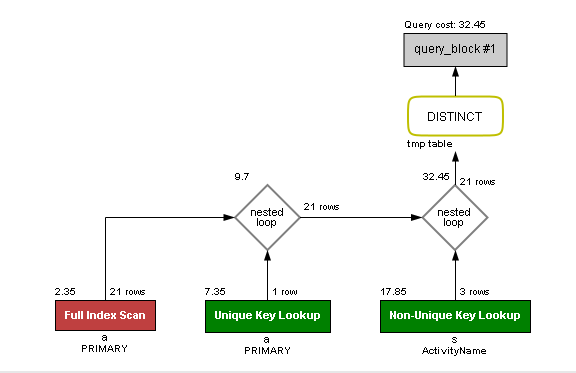 Query cost: 32.45
query_block #1
DISTINCT
tmp table
9.7
32.45
21 rows
nested
loop
21 rows
nested
loop
2.35
21 rows
7.35
1 row
17.85
3 rows
Full Index Scan
Unique Key Lookup
Non-Unique Key Lookup
a
PRIMARY
a
PRIMARY
s
ActivityName